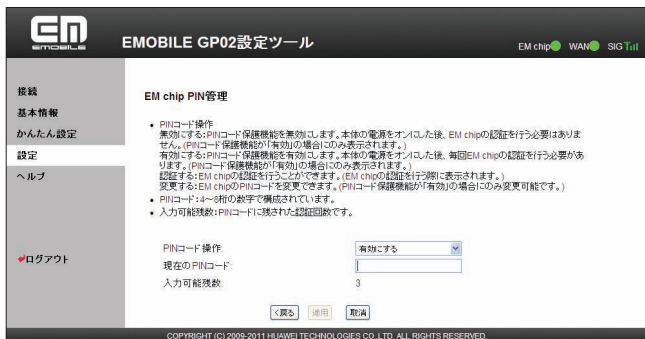 EM
EMOBILE
EMOBILE GP02設定ツール
EM chip WAN SIG
接続
基本情報
かんたん設定
設定
ヘルプ
ログアウト
EM chip PIN管理
• PINコード操作
無効にする:PINコード保護機能を無効にします。本体の電源をオンにした後、EM chipの認証を行う必要はありま
せん。(PINコード保護機能が「有効」の場合にのみ表示されます。)
有効にする:PINコード保護機能を有効にします。本体の電源をオンにした後、毎回EM chipの認証を行う必要があ
ります。(PINコード保護機能が「無効」の場合にのみ表示されます。)
認証する:EM chipの認証を行うことができます。(EM chipの認証を行う際に表示されます。)
変更する:EM chipのPINコードを変更できます。(PINコード保護機能が「有効」の場合にのみ変更可能です。)
• PINコード:4～8桁の数字で構成されています。
• 入力可能残数:PINコードに残された認証回数です。
PINコード操作: 有効にする
現在のPINコード:
入力可能残数: 3
<戻る 適用 取消
COPYRIGHT (C) 2009-2011 HUAWEI TECHNOLOGIES CO.,LTD. ALL RIGHTS RESERVED.